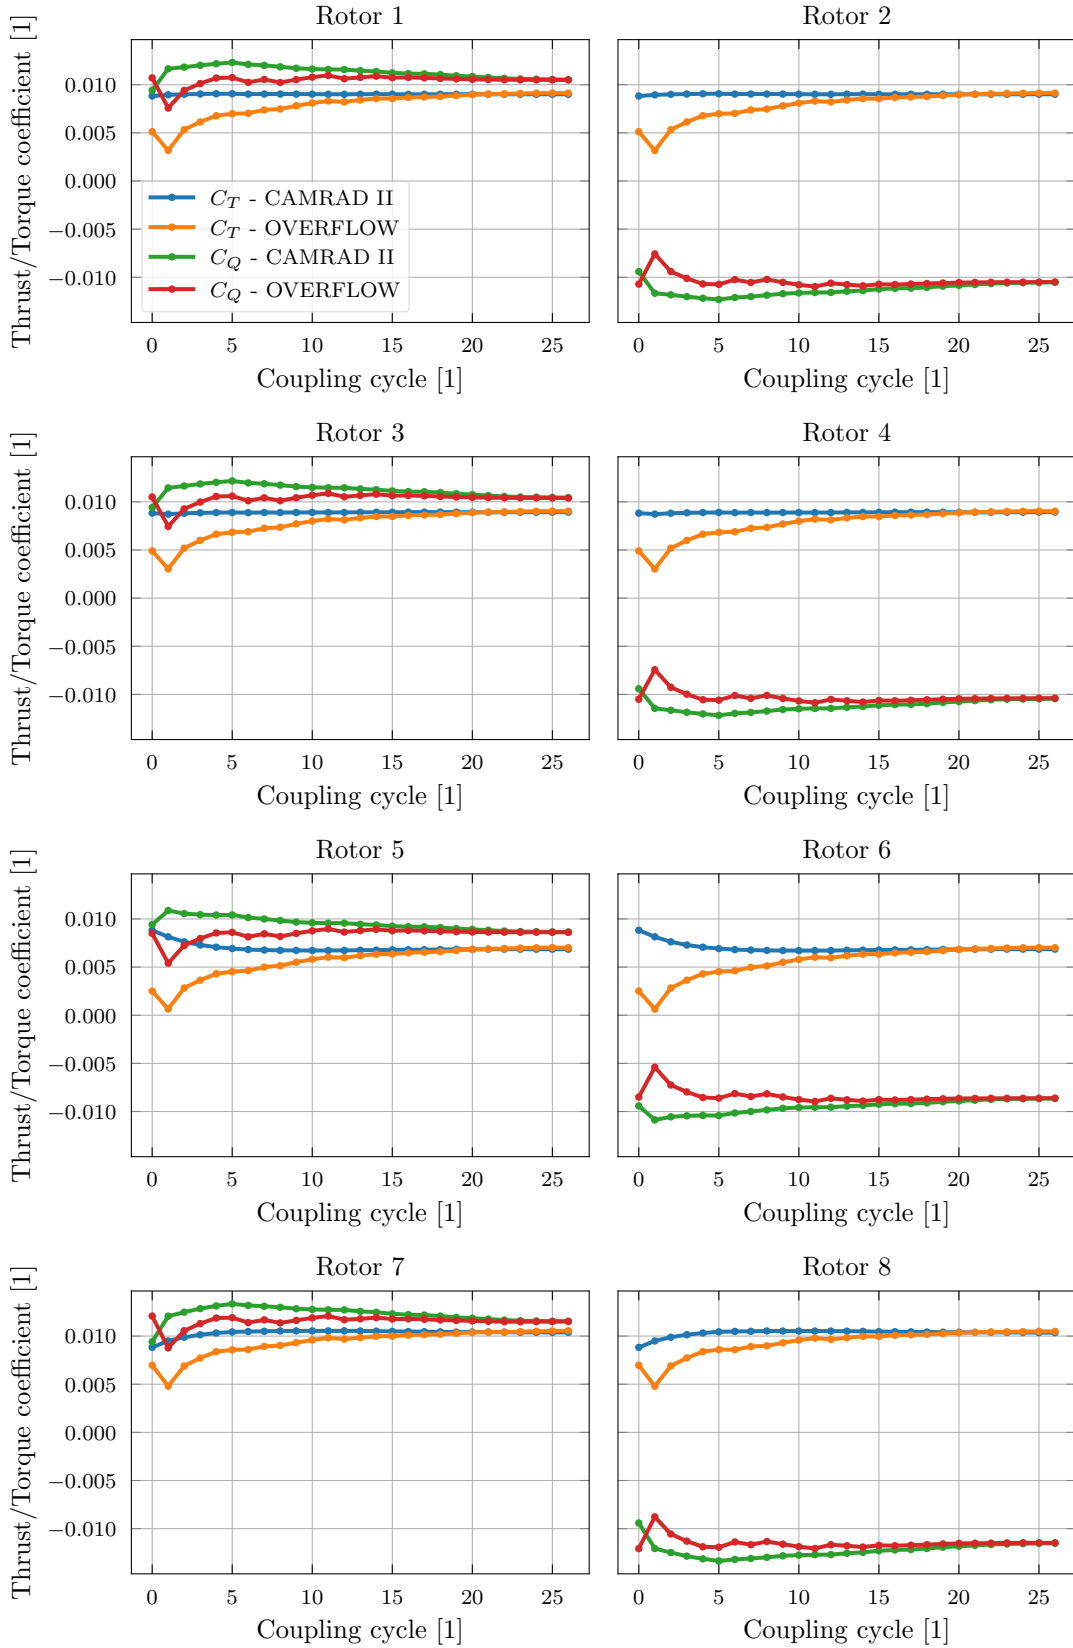 Rotor 1
Rotor 2
Thrust/Torque coefficient [1]
0.010
0.005
0.000
−0.005
−0.010
C_T - CAMRAD II
C_T - OVERFLOW
C_Q - CAMRAD II
C_Q - OVERFLOW
0 5 10 15 20 25
0 5 10 15 20 25
Coupling cycle [1]
Coupling cycle [1]
Rotor 3
Rotor 4
Thrust/Torque coefficient [1]
0.010
0.005
0.000
−0.005
−0.010
0 5 10 15 20 25
0 5 10 15 20 25
Coupling cycle [1]
Coupling cycle [1]
Rotor 5
Rotor 6
Thrust/Torque coefficient [1]
0.010
0.005
0.000
−0.005
−0.010
0 5 10 15 20 25
0 5 10 15 20 25
Coupling cycle [1]
Coupling cycle [1]
Rotor 7
Rotor 8
Thrust/Torque coefficient [1]
0.010
0.005
0.000
−0.005
−0.010
0 5 10 15 20 25
0 5 10 15 20 25
Coupling cycle [1]
Coupling cycle [1]